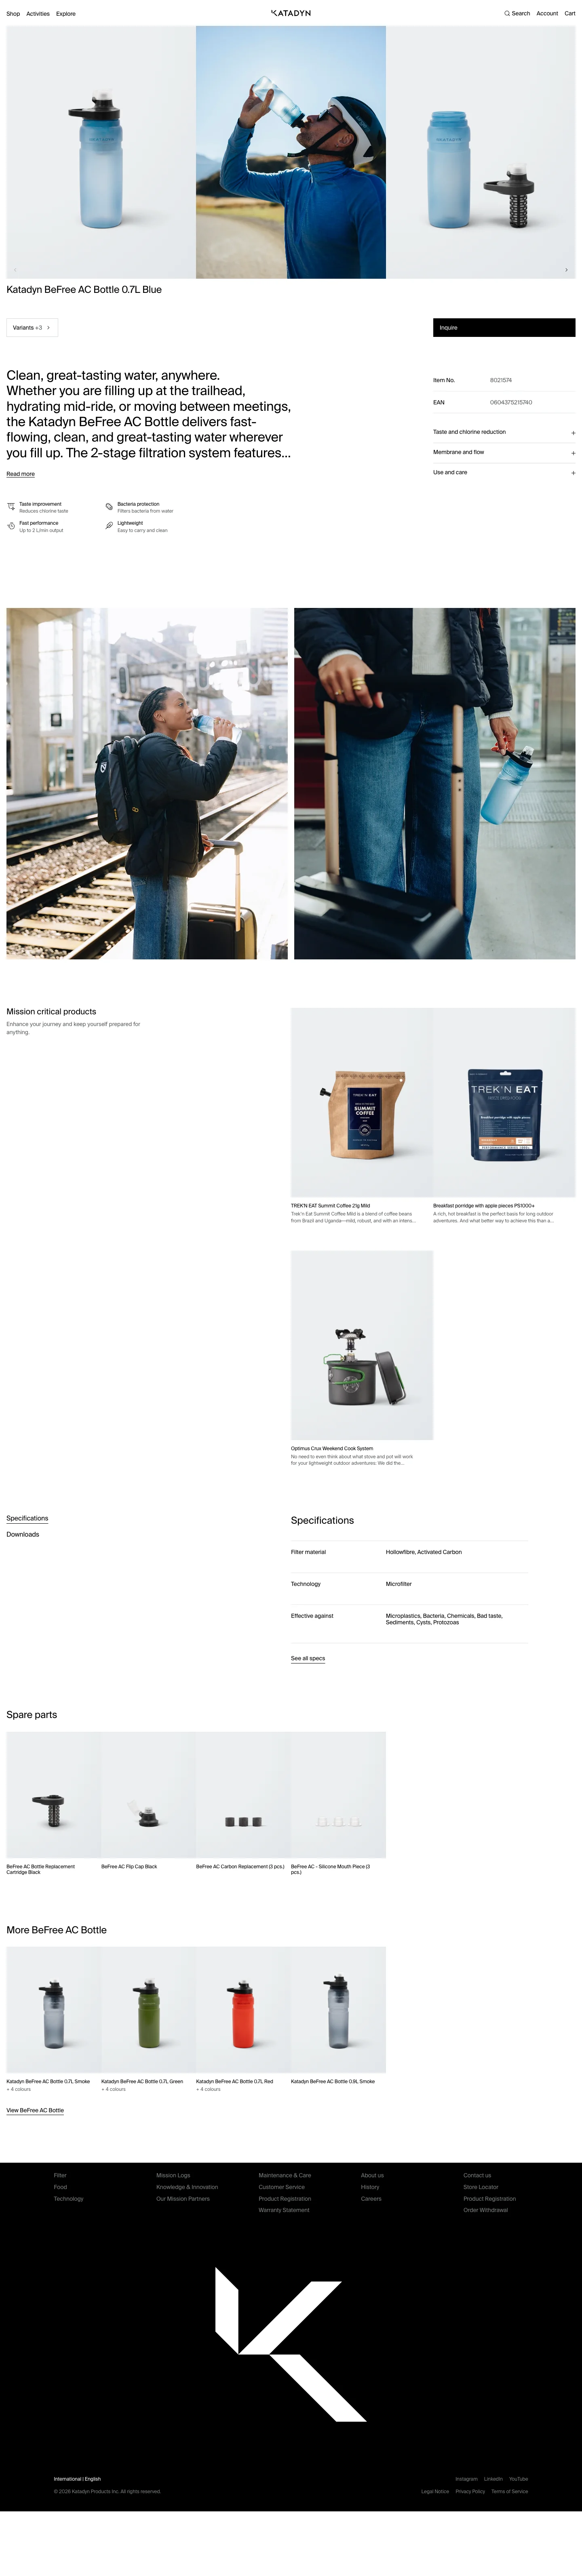 Shop Activities Explore
KATADYN
Search Account Cart
Katadyn BeFree AC Bottle 0.7L Blue
Variants +3
Inquire
Clean, great-tasting water, anywhere.
Whether you are filling up at the trailhead,
hydrating mid-ride, or moving between meetings,
the Katadyn BeFree AC Bottle delivers fast-
flowing, clean, and great-tasting water wherever
you fill up. The 2-stage filtration system features...
Read more
Item No. 8021574
EAN 0604375215740
Taste and chlorine reduction
Membrane and flow
Use and care
Taste improvement
Reduces chlorine taste
Bacteria protection
Filters bacteria from water
Fast performance
Up to 2 L/min output
Lightweight
Easy to carry and clean
Mission critical products
Enhance your journey and keep yourself prepared for
anything.
TREK'N EAT
SUMMIT
COFFEE
TREK'N EAT
TREK'N EAT Summit Coffee 21g Mild
Trek'n Eat Summit Coffee Mild is a blend of coffee beans
from Brazil and Uganda—mild, robust, and with an intens...
Breakfast porridge with apple pieces PS1000+
A rich, hot breakfast is the perfect basis for long outdoor
adventures. And what better way to achieve this than a...
Optimus Crux Weekend Cook System
No need to even think about what stove and pot will work
for your lightweight outdoor adventures: We did the...
Specifications
Downloads
Specifications
Filter material Hollowfibre, Activated Carbon
Technology Microfilter
Effective against Microplastics, Bacteria, Chemicals, Bad taste,
Sediments, Cysts, Protozoas
See all specs
Spare parts
BeFree AC Bottle Replacement
Cartridge Black
BeFree AC Flip Cap Black
BeFree AC Carbon Replacement (3 pcs.)
BeFree AC - Silicone Mouth Piece (3
pcs.)
More BeFree AC Bottle
Katadyn BeFree AC Bottle 0.7L Smoke
+ 4 colours
Katadyn BeFree AC Bottle 0.7L Green
+ 4 colours
Katadyn BeFree AC Bottle 0.7L Red
+ 4 colours
Katadyn BeFree AC Bottle 0.9L Smoke
View BeFree AC Bottle
Filter
Food
Technology
Mission Logs
Knowledge & Innovation
Our Mission Partners
Maintenance & Care
Customer Service
Product Registration
Warranty Statement
About us
History
Careers
Contact us
Store Locator
Product Registration
Order Withdrawal
International | English
Instagram LinkedIn YouTube
© 2026 Katadyn Products Inc. All rights reserved.
Legal Notice Privacy Policy Terms of Service